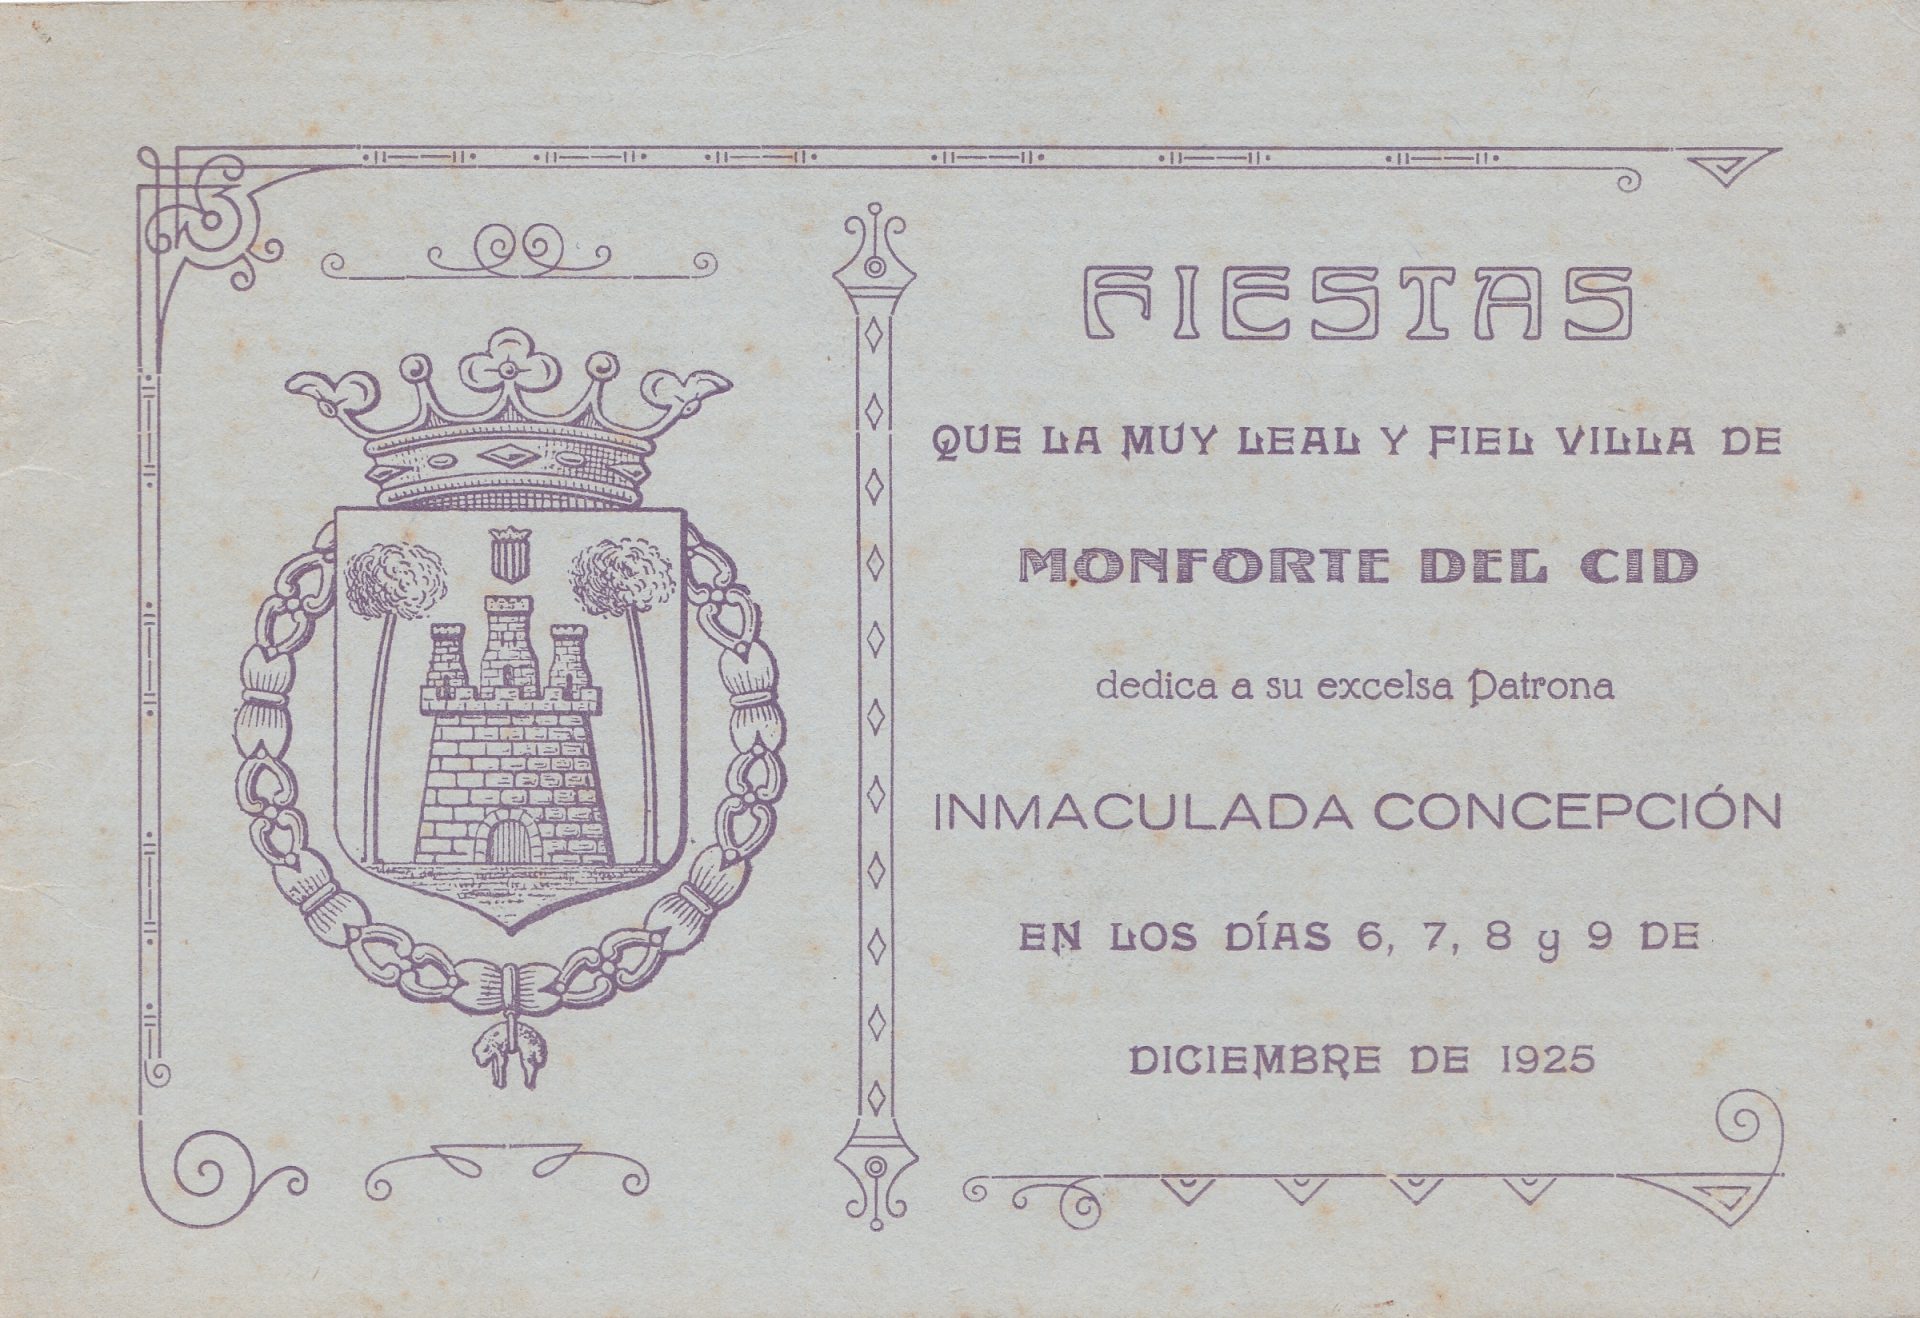 FIESTAS
QUE LA MUY LEAL Y FIEL VILLA DE
MONFORTE DEL CID
dedica a su excelsa Patrona
INMACULADA CONCEPCIÓN
EN LOS DÍAS 6, 7, 8 y 9 DE
DICIEMBRE DE 1925